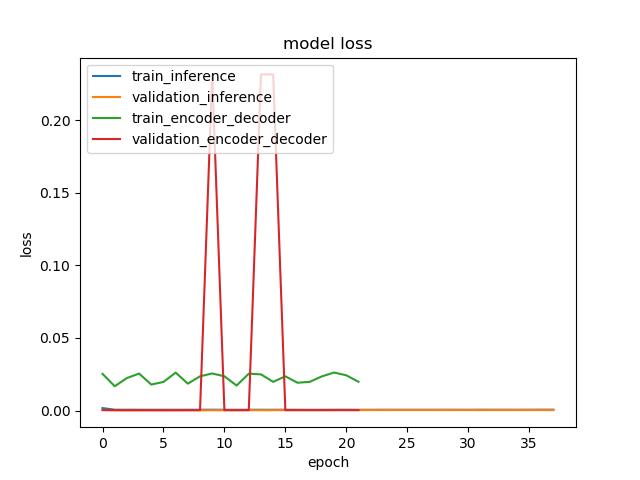 model loss
train_inference
validation_inference
train_encoder_decoder
validation_encoder_decoder
0.20
0.15
0.10
0.05
0.00
loss
0 5 10 15 20 25 30 35
epoch